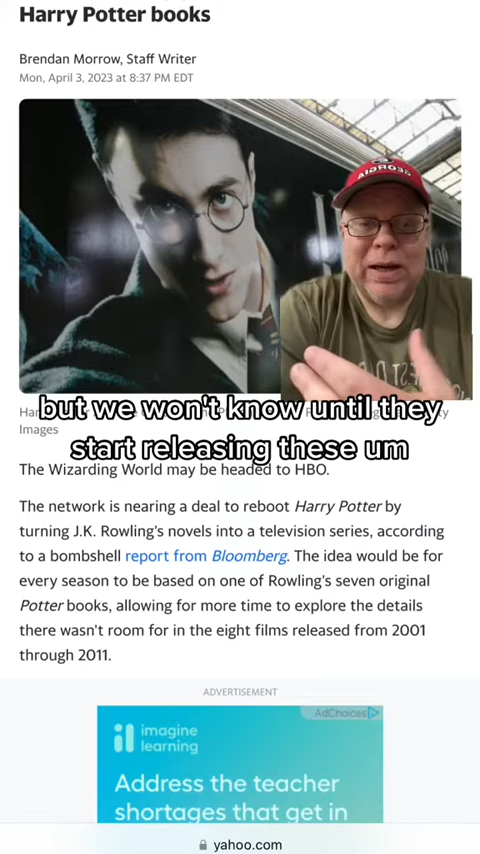 Harry Potter books
Brendan Morrow, Staff Writer
Mon, April 3, 2023 at 8:37 PM EDT
but we won't know until they
start releasing these um
Images
The Wizarding World may be headed to HBO.
The network is nearing a deal to reboot Harry Potter by
turning J.K. Rowling's novels into a television series, according
to a bombshell report from Bloomberg. The idea would be for
every season to be based on one of Rowling's seven original
Potter books, allowing for more time to explore the details
there wasn't room for in the eight films released from 2001
through 2011.
ADVERTISEMENT
AdChoices
imagine
learning
Address the teacher
shortages that get in
yahoo.com